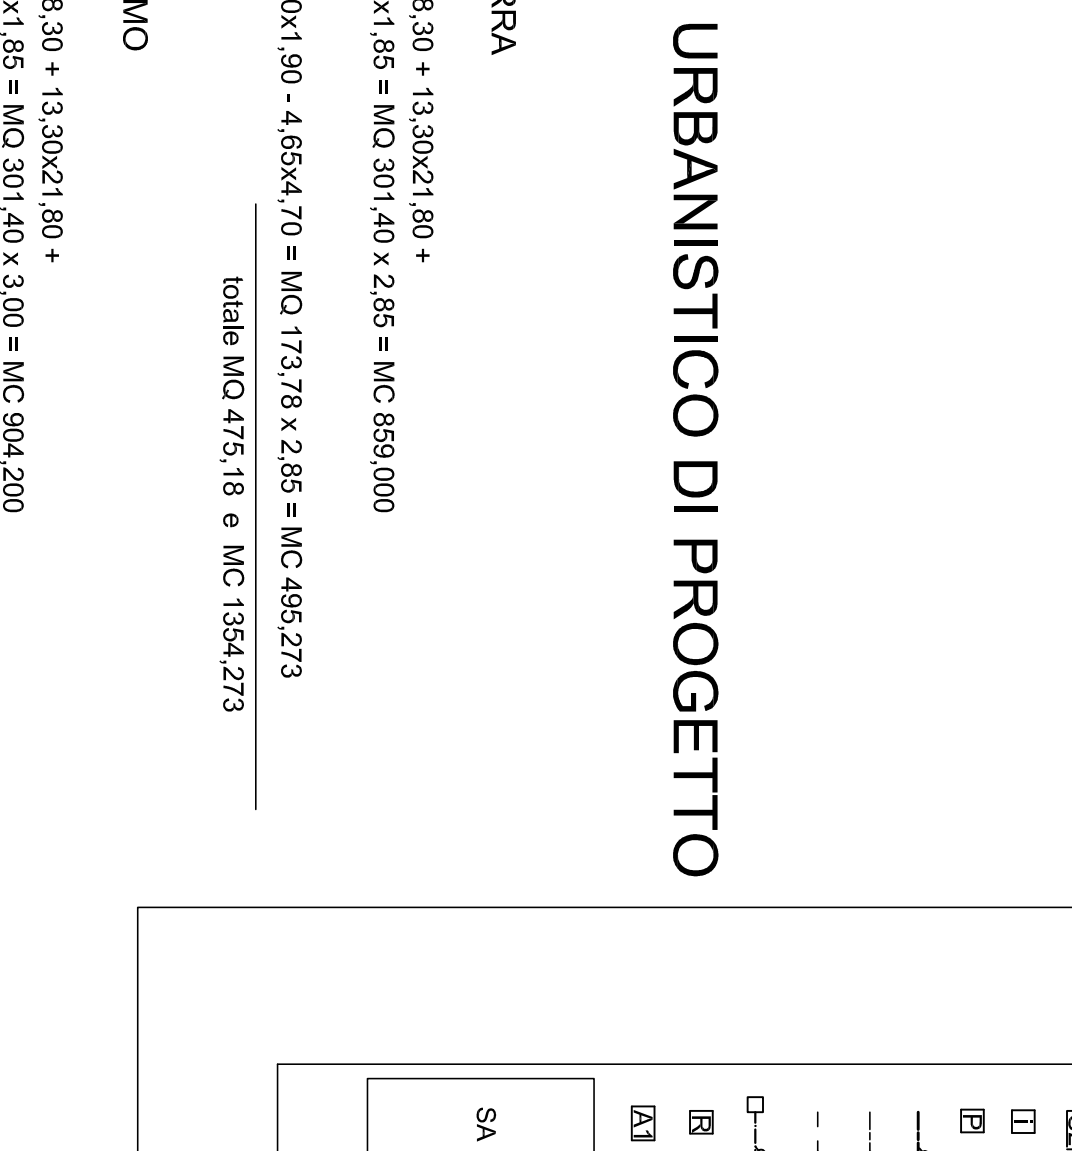 URBANISTICO DI PROGETTO
RRA
8,30 + 13,30x21,80 +
x1,85 = MQ 301,40 x 2,85 = MC 859,000
0x1,90 - 4,65x4,70 = MQ 173,78 x 2,85 = MC 495,273
totale MQ 475,18 e MC 1354,273
MO
8,30 + 13,30x21,80 +
x1,85 = MQ 301,40 x 3,00 = MC 904,200
i
P
R
A1
SA